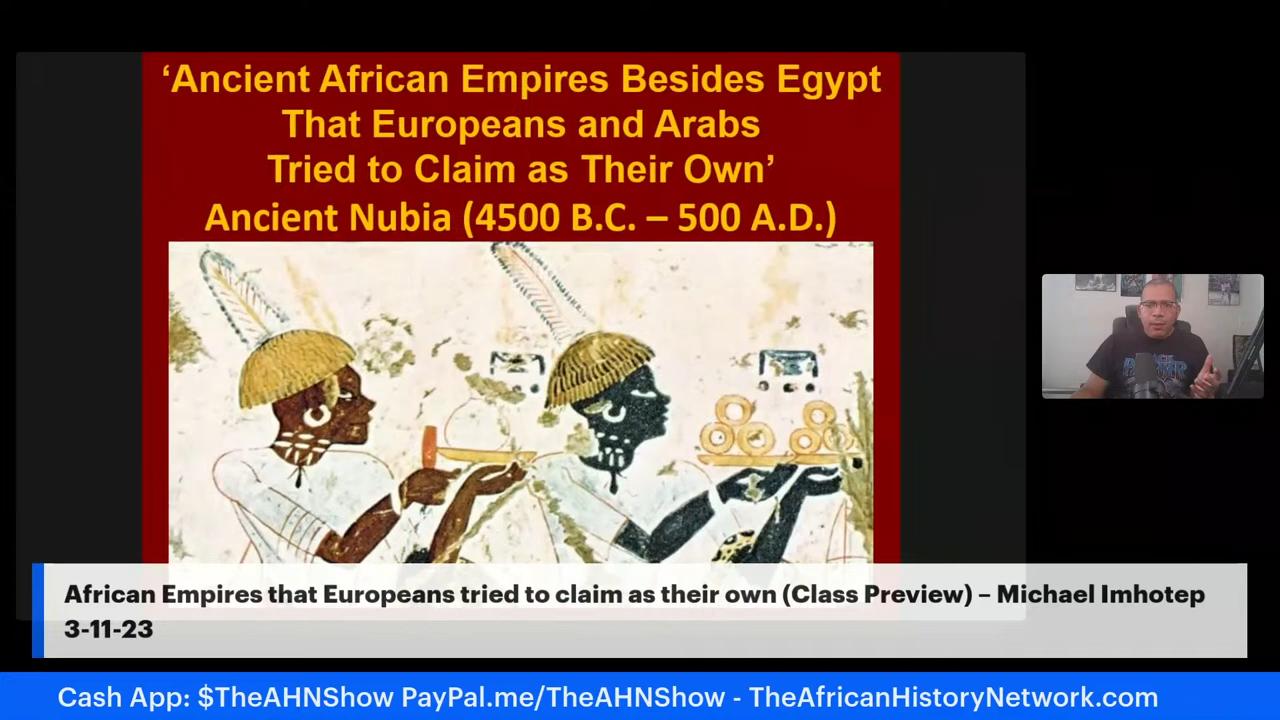 ‘Ancient African Empires Besides Egypt
That Europeans and Arabs
Tried to Claim as Their Own’
Ancient Nubia (4500 B.C. – 500 A.D.)
African Empires that Europeans tried to claim as their own (Class Preview) – Michael Imhotep
3-11-23
Cash App: $TheAHNShow PayPal.me/TheAHNShow - TheAfricanHistoryNetwork.com